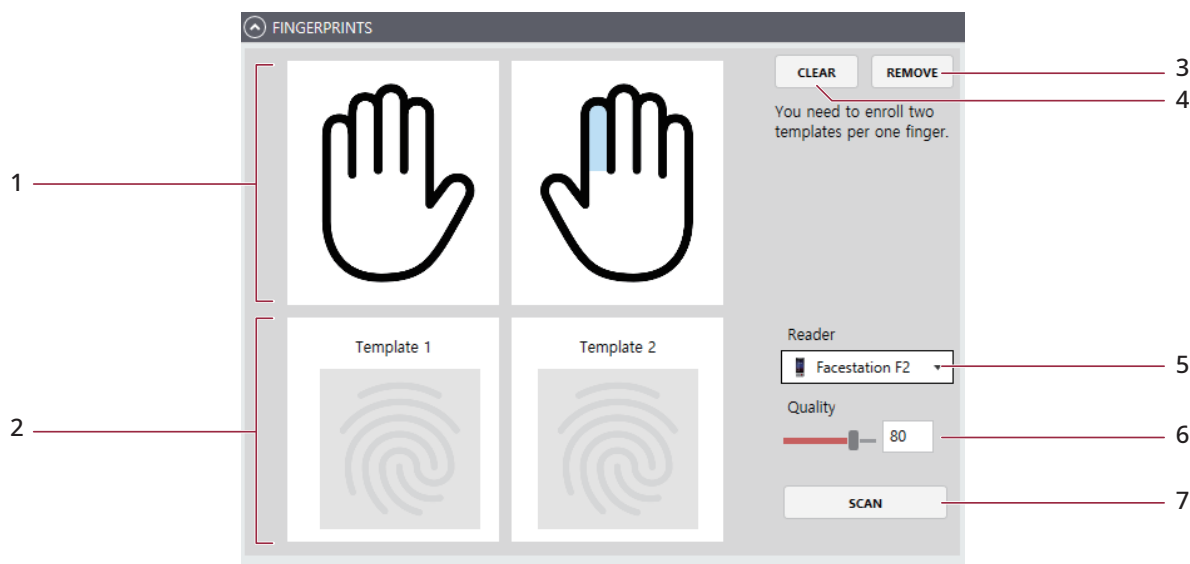 FINGERPRINTS
CLEAR
REMOVE
3
4
You need to enroll two
templates per one finger.
1
Template 1
Template 2
Reader
Facestation F2
5
Quality
80
6
2
SCAN
7